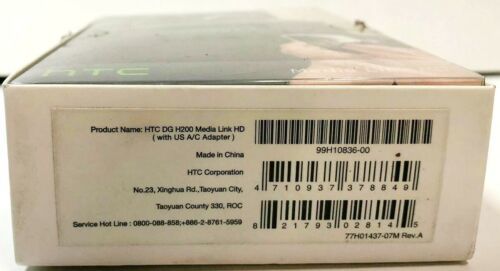 htc
Product Name: HTC DG H200 Media Link HD
( with US A/C Adapter )
Made in China
HTC Corporation
No.23, Xinghua Rd.,Taoyuan City,
Taoyuan County 330, ROC
Service Hot Line : 0800-088-858;+886-2-8761-5959
99H10836-00
4 710937 378849
8 21793 02814 5
77H01437-07M Rev.A